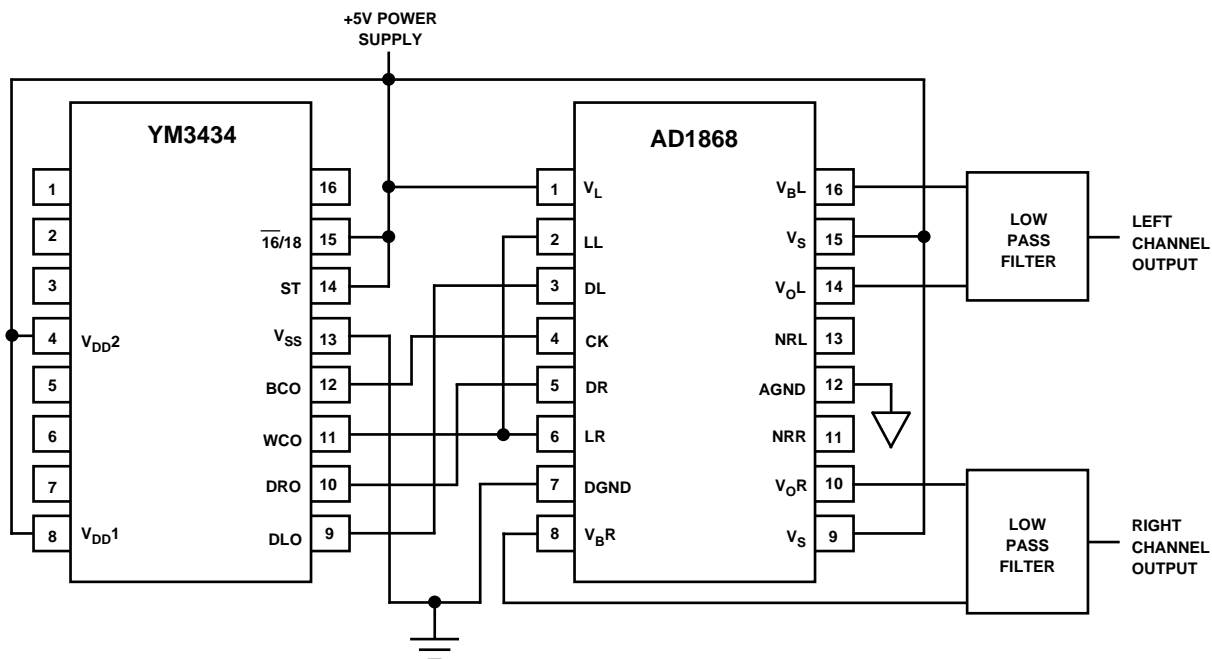 +5V POWER
SUPPLY
YM3434
1
2
3
4
5
6
7
8
V_DD2
V_DD1
16
15
14
13
12
11
10
9
1̅6̅/18
ST
V_SS
BCO
WCO
DRO
DLO
AD1868
1
2
3
4
5
6
7
8
V_L
LL
DL
CK
DR
LR
DGND
V_BR
V_BL
V_S
V_OL
NRL
AGND
NRR
V_OR
V_S
16
15
14
13
12
11
10
9
LOW
PASS
FILTER
LEFT
CHANNEL
OUTPUT
LOW
PASS
FILTER
RIGHT
CHANNEL
OUTPUT